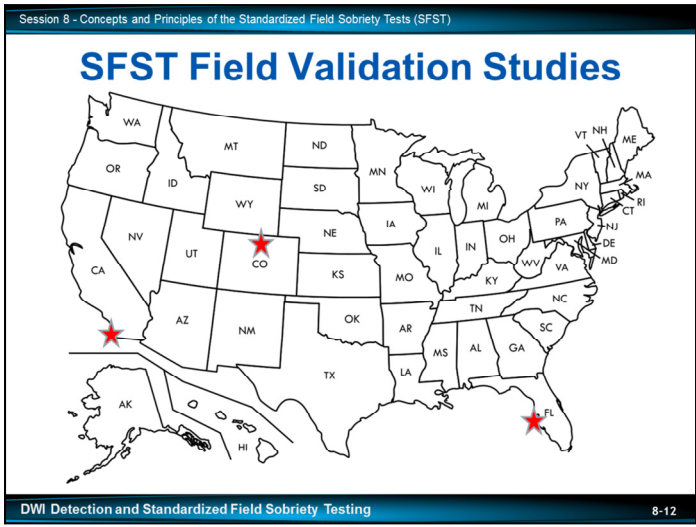 Session 8 - Concepts and Principles of the Standardized Field Sobriety Tests (SFST)
SFST Field Validation Studies
WA
MT
ND
MN
VT NH
ME
OR
ID
SD
WI
MI
NY
MA
RI
CT
WY
IA
PA
NJ
NV
NE
OH
DE
MD
UT
CO
IL
IN
WV
VA
CA
KS
MO
KY
NC
TN
AZ
NM
OK
AR
SC
MS
AL
GA
TX
LA
AK
FL
HI
DWI Detection and Standardized Field Sobriety Testing
8-12